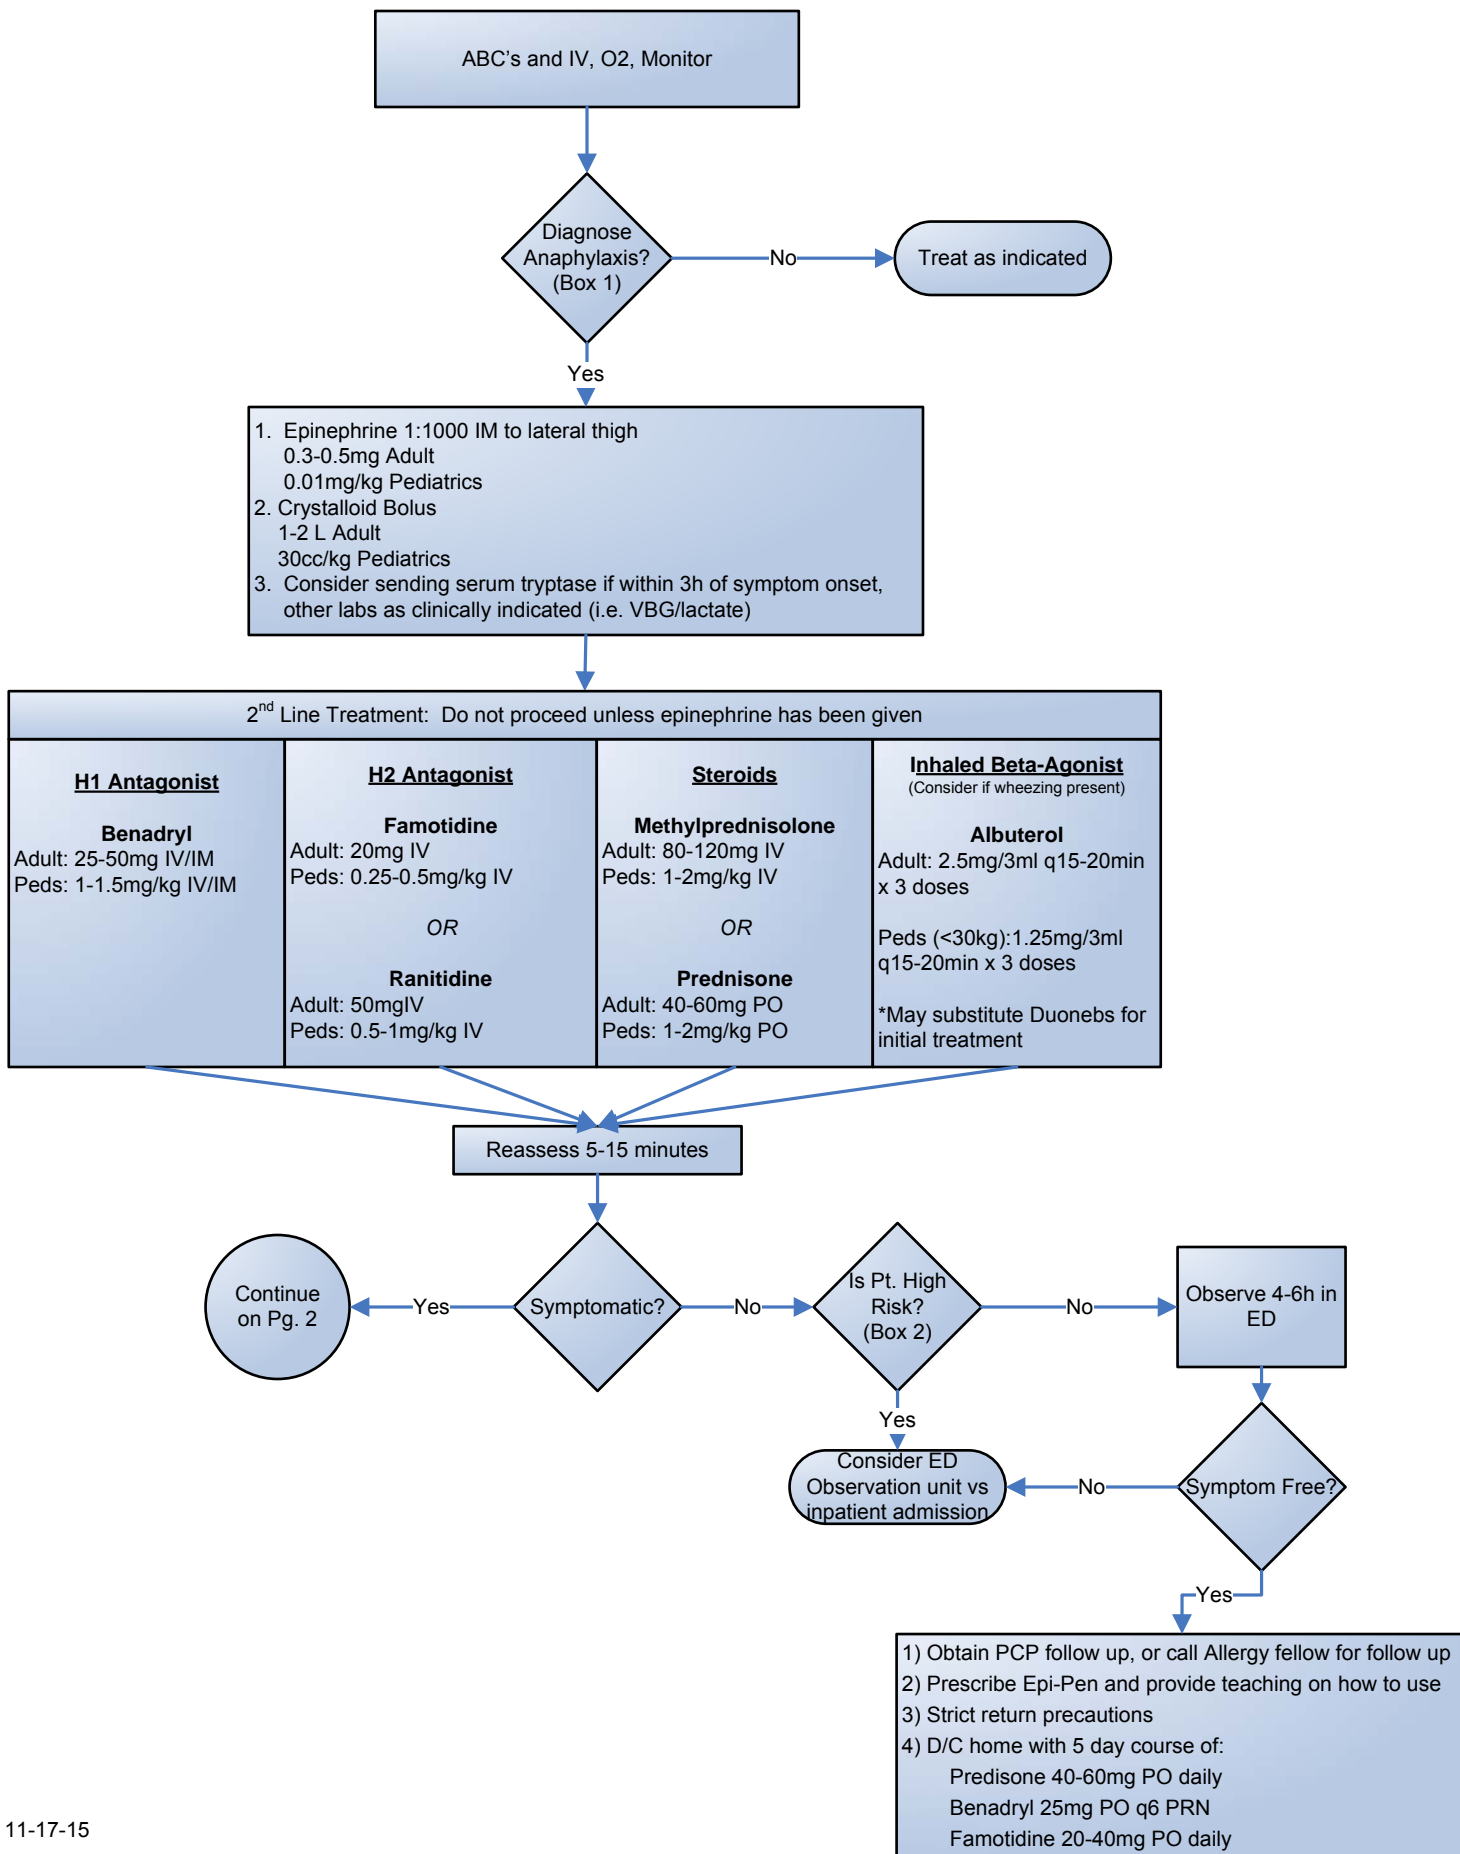 ABC's and IV, O2, Monitor
Diagnose
Anaphylaxis?
(Box 1)
No
Treat as indicated
Yes
1. Epinephrine 1:1000 IM to lateral thigh
0.3-0.5mg Adult
0.01mg/kg Pediatrics
2. Crystalloid Bolus
1-2 L Adult
30cc/kg Pediatrics
3. Consider sending serum tryptase if within 3h of symptom onset,
other labs as clinically indicated (i.e. VBG/lactate)
2nd Line Treatment: Do not proceed unless epinephrine has been given
H1 Antagonist
Benadryl
Adult: 25-50mg IV/IM
Peds: 1-1.5mg/kg IV/IM
H2 Antagonist
Famotidine
Adult: 20mg IV
Peds: 0.25-0.5mg/kg IV
OR
Ranitidine
Adult: 50mgIV
Peds: 0.5-1mg/kg IV
Steroids
Methylprednisolone
Adult: 80-120mg IV
Peds: 1-2mg/kg IV
OR
Prednisone
Adult: 40-60mg PO
Peds: 1-2mg/kg PO
Inhaled Beta-Agonist
(Consider if wheezing present)
Albuterol
Adult: 2.5mg/3ml q15-20min
x 3 doses
Peds (<30kg):1.25mg/3ml
q15-20min x 3 doses
*May substitute Duonebs for
initial treatment
Reassess 5-15 minutes
Continue
on Pg. 2
Yes
Symptomatic?
No
Is Pt. High
Risk?
(Box 2)
No
Observe 4-6h in
ED
Yes
Consider ED
Observation unit vs
inpatient admission
No
Symptom Free?
Yes
1) Obtain PCP follow up, or call Allergy fellow for follow up
2) Prescribe Epi-Pen and provide teaching on how to use
3) Strict return precautions
4) D/C home with 5 day course of:
Predisone 40-60mg PO daily
Benadryl 25mg PO q6 PRN
Famotidine 20-40mg PO daily
11-17-15